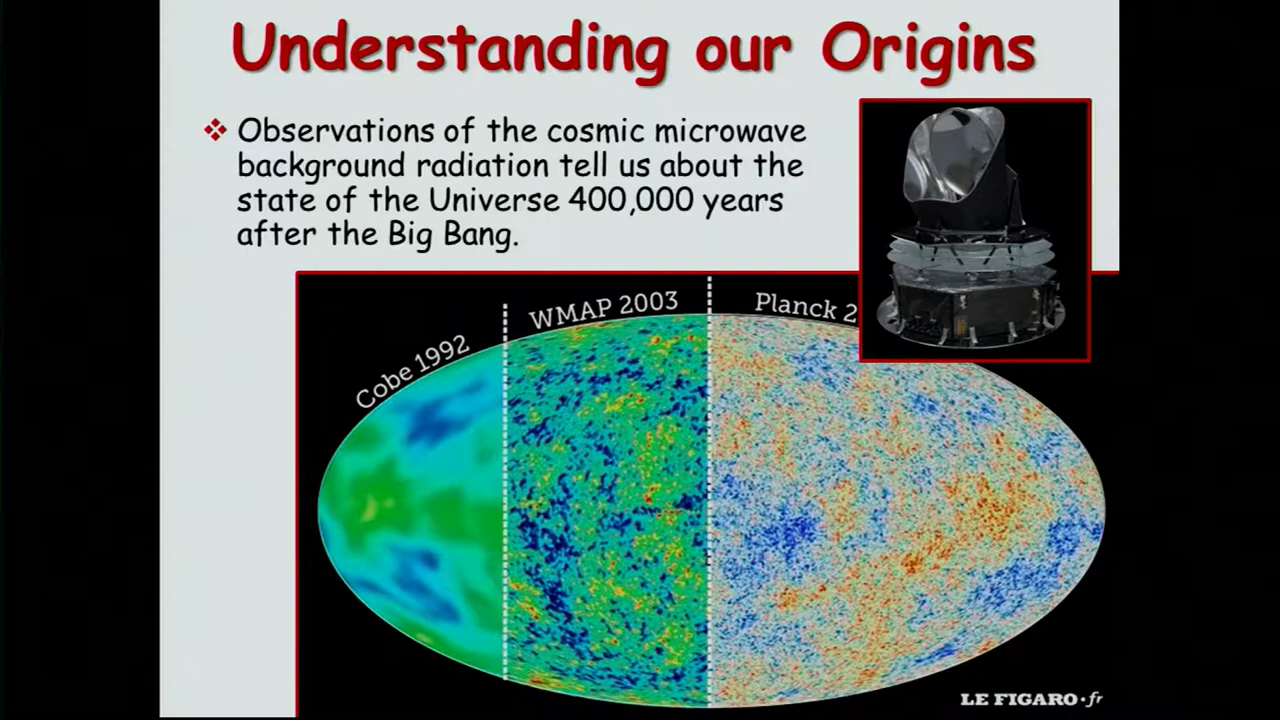 Understanding our Origins
❖ Observations of the cosmic microwave
background radiation tell us about the
state of the Universe 400,000 years
after the Big Bang.
Cobe 1992
WMAP 2003
Planck 2
LE FIGARO·fr